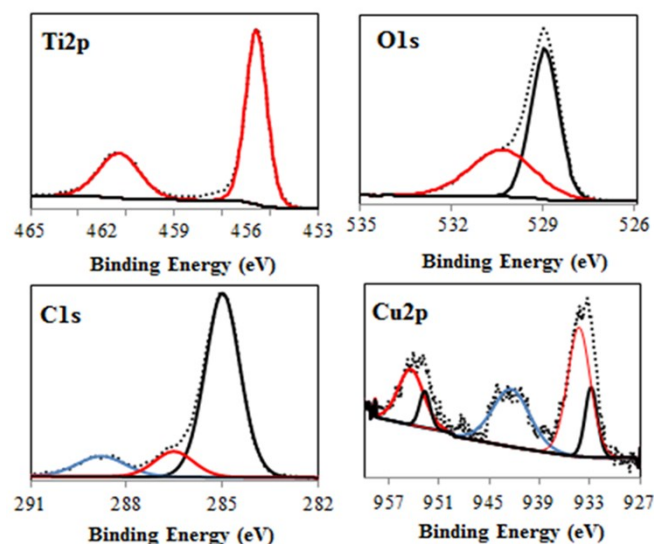 Ti2p
465 462 459 456 453
Binding Energy (eV)
O1s
535 532 529 526
Binding Energy (eV)
C1s
291 288 285 282
Binding Energy (eV)
Cu2p
957 951 945 939 933 927
Binding Energy (eV)